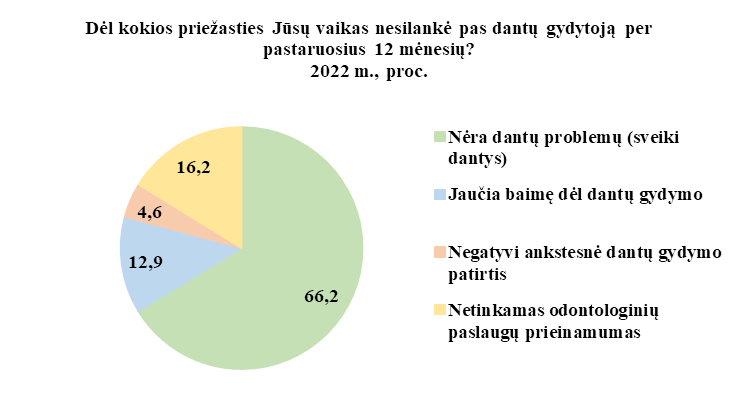 Dėl kokios priežasties Jūsų vaikas nesilankė pas dantų gydytoją per
pastaruosius 12 mėnesių?
2022 m., proc.
16,2
4,6
12,9
66,2
Nėra dantų problemų (sveiki
dantys)
Jaučia baimę dėl dantų gydymo
Negatyvi ankstesnė dantų gydymo
patirtis
Netinkamas odontologinių
paslaugų prieinamumas